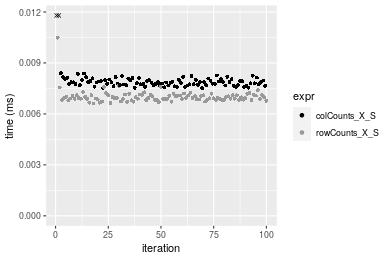 0.012
0.009
0.006
0.003
0.000
time (ms)
0
25
50
75
100
iteration
expr
colCounts_X_S
rowCounts_X_S